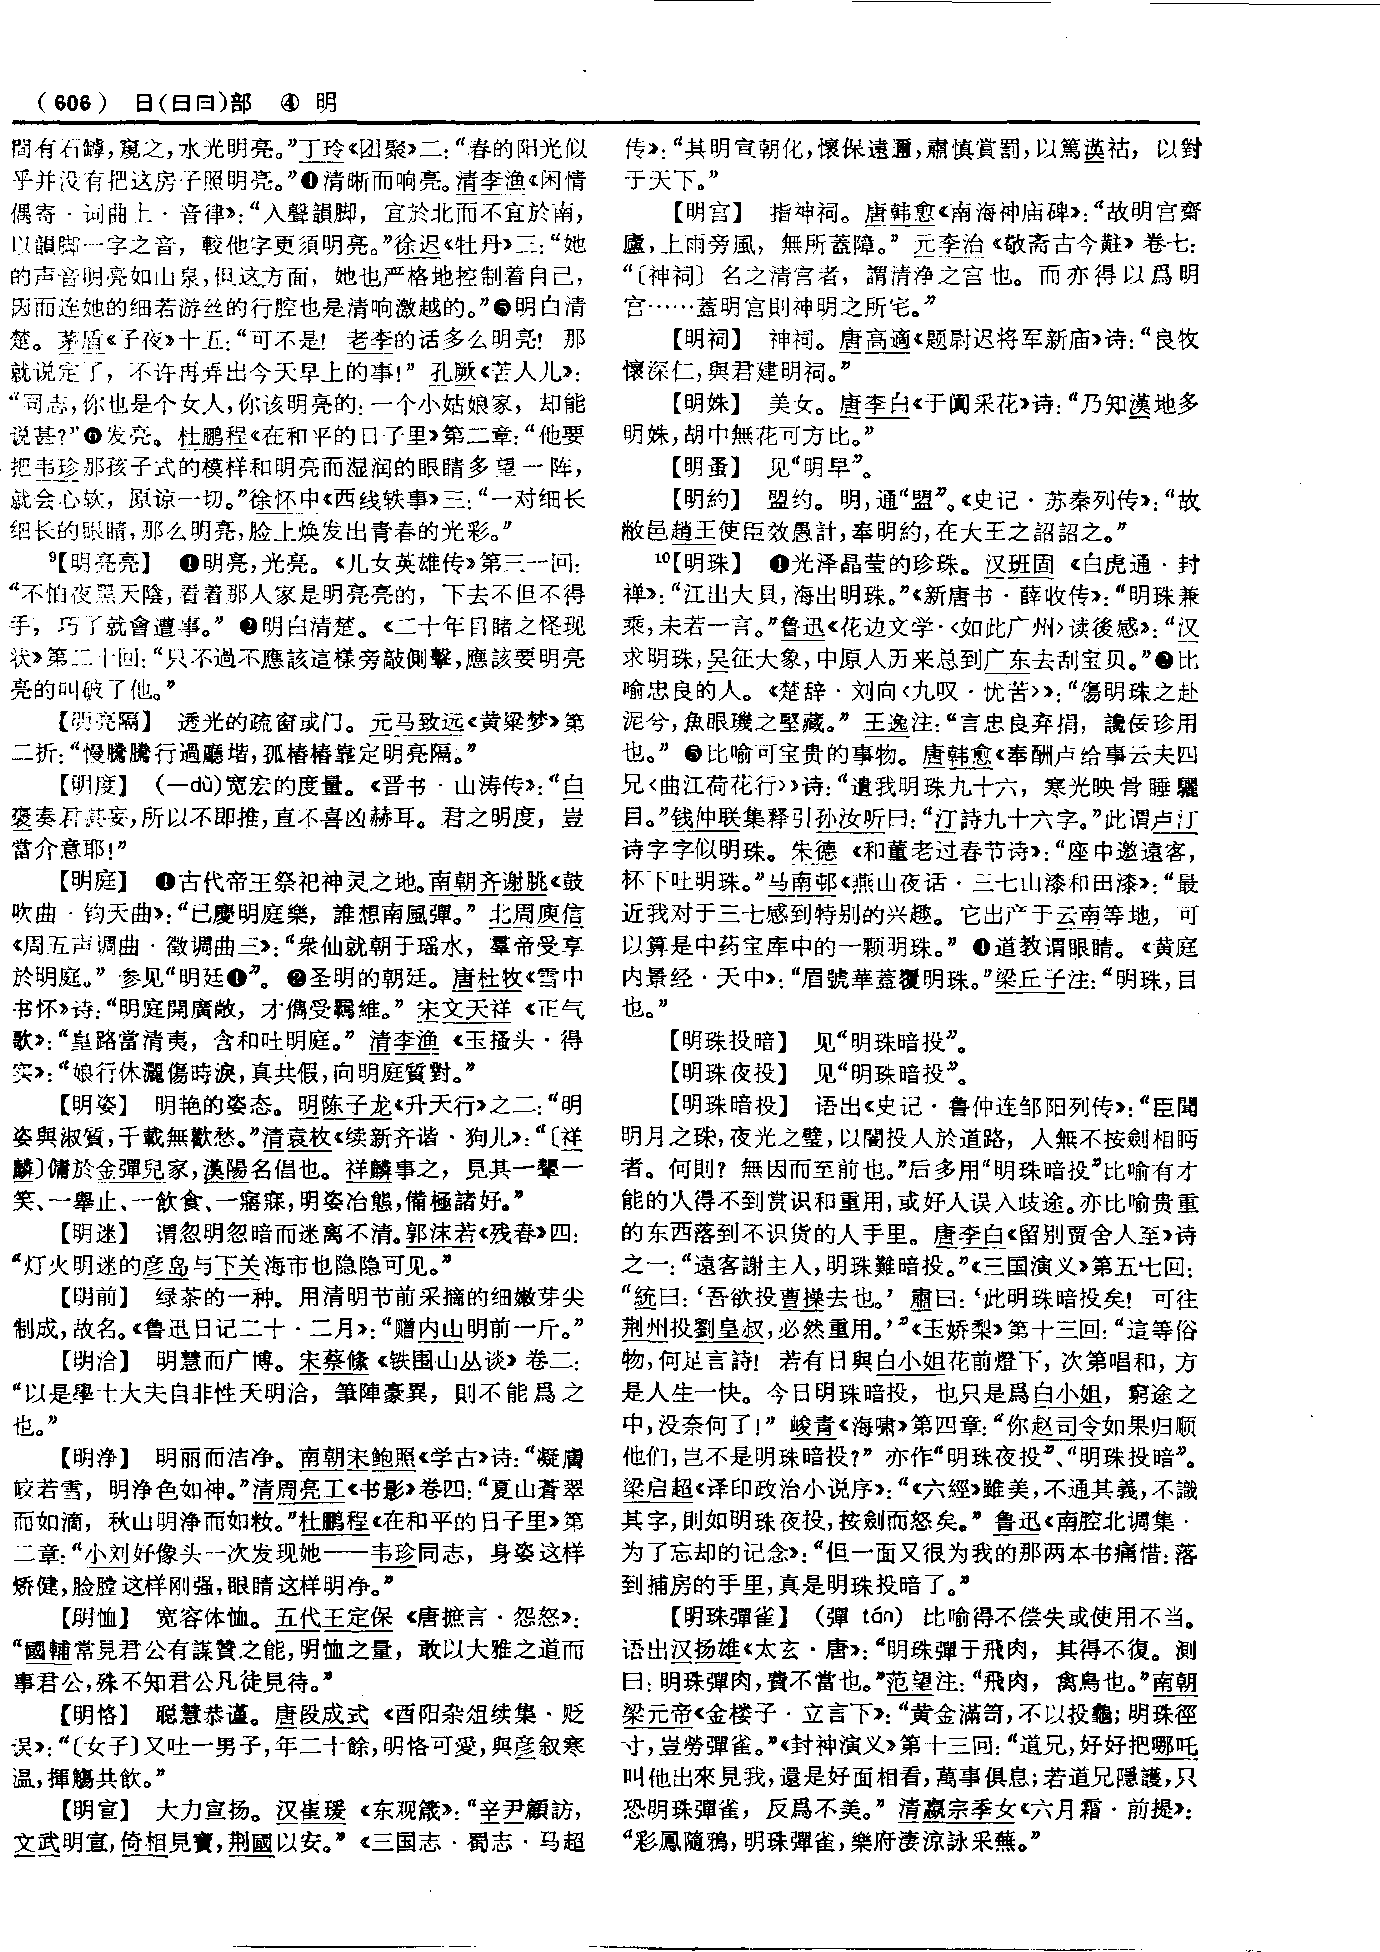 (606) 日(日曰)部 ④ 明
間有石罅,窺之,水光明亮。”丁玲《团聚》二:“春的阳光似
乎并没有把这房子照明亮。”❹清晰而响亮。清李渔《闲情
偶寄·词曲上·音律》:“入聲韻脚,宜於北而不宜於南,
以韻脚一字之音,較他字更須明亮。”徐迟《牡丹》三:“她
的声音明亮如山泉,但这方面,她也严格地控制着自己,
因而连她的细若游丝的行腔也是清响激越的。”❺明白清
楚。茅盾《子夜》十五:“可不是!老李的话多么明亮!那
就说定了,不许再弄出今天早上的事!”孔厥《苦人儿》:
“同志,你也是个女人,你该明亮的:一个小姑娘家,却能
说甚?”❻发亮。杜鹏程《在和平的日子里》第二章:“他要
把韦珍那孩子式的模样和明亮而湿润的眼睛多望一阵,
就会心软,原谅一切。”徐怀中《西线轶事》三:“一对细长
细长的眼睛,那么明亮,脸上焕发出青春的光彩。”
⁹【明亮亮】 ❶明亮,光亮。《儿女英雄传》第三一回:
“不怕夜黑天陰,看着那人家是明亮亮的,下去不但不得
手,巧了就會遭事。”❷明白清楚。《二十年目睹之怪现
状》第二十回:“只不過不應該這樣旁敲側擊,應該要明亮
亮的叫破了他。”
【明亮隔】 透光的疏窗或门。元马致远《黄粱梦》第
二折:“慢騰騰行過廳堦,孤椿椿靠定明亮隔。”
【明度】 (—dù)宽宏的度量。《晋书·山涛传》:“白
褒奏君甚妄,所以不即推,直不喜凶赫耳。君之明度,豈
當介意耶!”
【明庭】 ❶古代帝王祭祀神灵之地。南朝齐谢朓《鼓
吹曲·钧天曲》:“已慶明庭樂,誰想南風彈。”北周庾信
《周五声调曲·徵调曲三》:“衆仙就朝于瑶水,羣帝受享
於明庭。”参见“明廷❶”。❷圣明的朝廷。唐杜牧《雪中
书怀》诗:“明庭開廣敞,才儁受羈維。”宋文天祥《正气
歌》:“皇路當清夷,含和吐明庭。”清李渔《玉搔头·得
实》:“娘行休灑傷時淚,真共假,向明庭質對。”
【明姿】 明艳的姿态。明陈子龙《升天行》之二:“明
姿與淑質,千載無歡愁。”清袁枚《续新齐谐·狗儿》:“〔祥
麟〕傭於金彈兒家,漢陽名倡也。祥麟事之,見其一顰一
笑、一舉止、一飲食、一寤寐,明姿冶態,備極諸好。”
【明迷】 谓忽明忽暗而迷离不清。郭沫若《残春》四:
“灯火明迷的彦岛与下关海市也隐隐可见。”
【明前】 绿茶的一种。用清明节前采摘的细嫩芽尖
制成,故名。《鲁迅日记二十·二月》:“赠内山明前一斤。”
【明洽】 明慧而广博。宋蔡絛《铁围山丛谈》卷二:
“以是學士大夫自非性天明洽,筆陣豪異,則不能爲之
也。”
【明净】 明丽而洁净。南朝宋鲍照《学古》诗:“凝膚
皎若雪,明浄色如神。”清周亮工《书影》卷四:“夏山蒼翠
而如滴,秋山明浄而如妝。”杜鹏程《在和平的日子里》第
二章:“小刘好像头一次发现她——韦珍同志,身姿这样
矫健,脸膛这样刚强,眼睛这样明净。”
【明恤】 宽容体恤。五代王定保《唐摭言·怨怒》:
“國輔常見君公有謀贊之能,明恤之量,敢以大雅之道而
事君公,殊不知君公凡徒見待。”
【明恪】 聪慧恭谨。唐段成式《酉阳杂俎续集·贬
误》:“〔女子〕又吐一男子,年二十餘,明恪可愛,與彦叙寒
温,揮觴共飲。”
【明宣】 大力宣扬。汉崔瑗《东观箴》:“辛尹顧訪,
文武明宣,倚相見寶,荆國以安。”《三国志·蜀志·马超
传》:“其明宣朝化,懷保遠邇,肅慎賞罰,以篤漢祜,以對
于天下。”
【明宫】 指神祠。唐韩愈《南海神庙碑》:“故明宫齋
廬,上雨旁風,無所蓋障。”元李治《敬斋古今黈》卷七:
“〔神祠〕名之清宫者,謂清浄之宫也。而亦得以爲明
宫……蓋明宫則神明之所宅。”
【明祠】 神祠。唐高適《题尉迟将军新庙》诗:“良牧
懷深仁,與君建明祠。”
【明姝】 美女。唐李白《于阗采花》诗:“乃知漢地多
明姝,胡中無花可方比。”
【明蚤】 见“明早”。
【明約】 盟约。明,通“盟”。《史记·苏秦列传》:“故
敝邑趙王使臣效愚計,奉明約,在大王之詔詔之。”
¹⁰【明珠】 ❶光泽晶莹的珍珠。汉班固《白虎通·封
禅》:“江出大貝,海出明珠。”《新唐书·薛收传》:“明珠兼
乘,未若一言。”鲁迅《花边文学·〈如此广州〉读後感》:“汉
求明珠,吴征大象,中原人历来总到广东去刮宝贝。”❷比
喻忠良的人。《楚辞·刘向〈九叹·忧苦〉》:“傷明珠之赴
泥兮,魚眼璣之堅藏。”王逸注:“言忠良弃捐,讒佞珍用
也。”❸比喻可宝贵的事物。唐韩愈《奉酬卢给事云夫四
兄〈曲江荷花行〉》诗:“遺我明珠九十六,寒光映骨睡驪
目。”钱仲联集释引孙汝听曰:“汀詩九十六字。”此谓卢汀
诗字字似明珠。朱德《和董老过春节诗》:“座中邀遠客,
杯下吐明珠。”马南邨《燕山夜话·三七山漆和田漆》:“最
近我对于三七感到特别的兴趣。它出产于云南等地,可
以算是中药宝库中的一颗明珠。”❹道教谓眼睛。《黄庭
内景经·天中》:“眉號華蓋覆明珠。”梁丘子注:“明珠,目
也。”
【明珠投暗】 见“明珠暗投”。
【明珠夜投】 见“明珠暗投”。
【明珠暗投】 语出《史记·鲁仲连邹阳列传》:“臣聞
明月之珠,夜光之璧,以闇投人於道路,人無不按劍相眄
者。何則?無因而至前也。”后多用“明珠暗投”比喻有才
能的人得不到赏识和重用,或好人误入歧途。亦比喻贵重
的东西落到不识货的人手里。唐李白《留别贾舍人至》诗
之一:“遠客謝主人,明珠難暗投。”《三国演义》第五七回:
“統曰:‘吾欲投曹操去也。’肅曰:‘此明珠暗投矣!可往
荆州投劉皇叔,必然重用。’”《玉娇梨》第十三回:“這等俗
物,何足言詩!若有日與白小姐花前燈下,次第唱和,方
是人生一快。今日明珠暗投,也只是爲白小姐,窮途之
中,没奈何了!”峻青《海啸》第四章:“你赵司令如果归顺
他们,岂不是明珠暗投?”亦作“明珠夜投”、“明珠投暗”。
梁启超《译印政治小说序》:“《六經》雖美,不通其義,不識
其字,則如明珠夜投,按劍而怒矣。”鲁迅《南腔北调集·
为了忘却的记念》:“但一面又很为我的那两本书痛惜:落
到捕房的手里,真是明珠投暗了。”
【明珠彈雀】 (彈 tán) 比喻得不偿失或使用不当。
语出汉扬雄《太玄·唐》:“明珠彈于飛肉,其得不復。測
曰:明珠彈肉,費不當也。”范望注:“飛肉,禽鳥也。”南朝
梁元帝《金楼子·立言下》:“黄金滿笥,不以投龜;明珠徑
寸,豈勞彈雀。”《封神演义》第十三回:“道兄,好好把哪吒
叫他出來見我,還是好面相看,萬事俱息;若道兄隱護,只
恐明珠彈雀,反爲不美。”清嬴宗季女《六月霜·前提》:
“彩鳳隨鴉,明珠彈雀,樂府淒涼詠采蕪。”